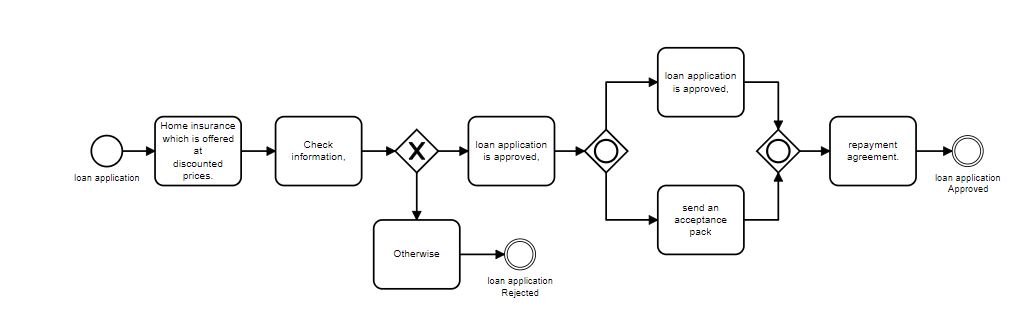 loan application
Home insurance
which is offered
at
discounted
prices.
Check
information,
loan application
is approved,
loan application
is approved,
send an
acceptance
pack
repayment
agreement.
loan application
Approved
Otherwise
loan application
Rejected